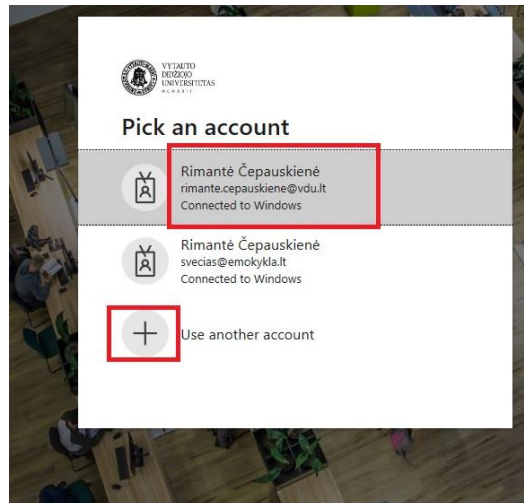 VYTAUTO
DIDŽIOJO
UNIVERSITETAS
Pick an account
Rimantė Čepauskienė
rimante.cepauskiene@vdu.lt
Connected to Windows
Rimantė Čepauskienė
svecias@emokykla.lt
Connected to Windows
Use another account